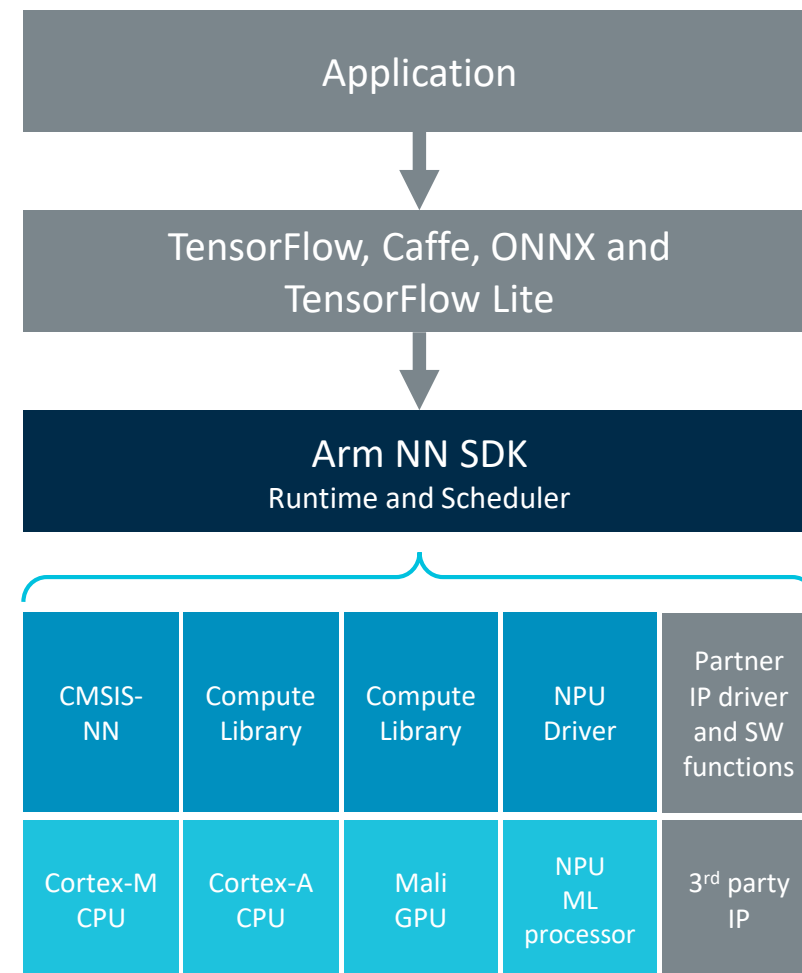 Application
TensorFlow, Caffe, ONNX and
TensorFlow Lite
Arm NN SDK
Runtime and Scheduler
CMSIS-
NN
Compute
Library
Compute
Library
NPU
Driver
Partner
IP driver
and SW
functions
Cortex-M
CPU
Cortex-A
CPU
Mali
GPU
NPU
ML
processor
3rd party
IP